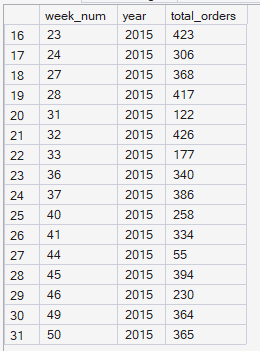 week_num year total_orders
16 23 2015 423
17 24 2015 306
18 27 2015 368
19 28 2015 417
20 31 2015 122
21 32 2015 426
22 33 2015 177
23 36 2015 340
24 37 2015 386
25 40 2015 258
26 41 2015 334
27 44 2015 55
28 45 2015 394
29 46 2015 230
30 49 2015 364
31 50 2015 365